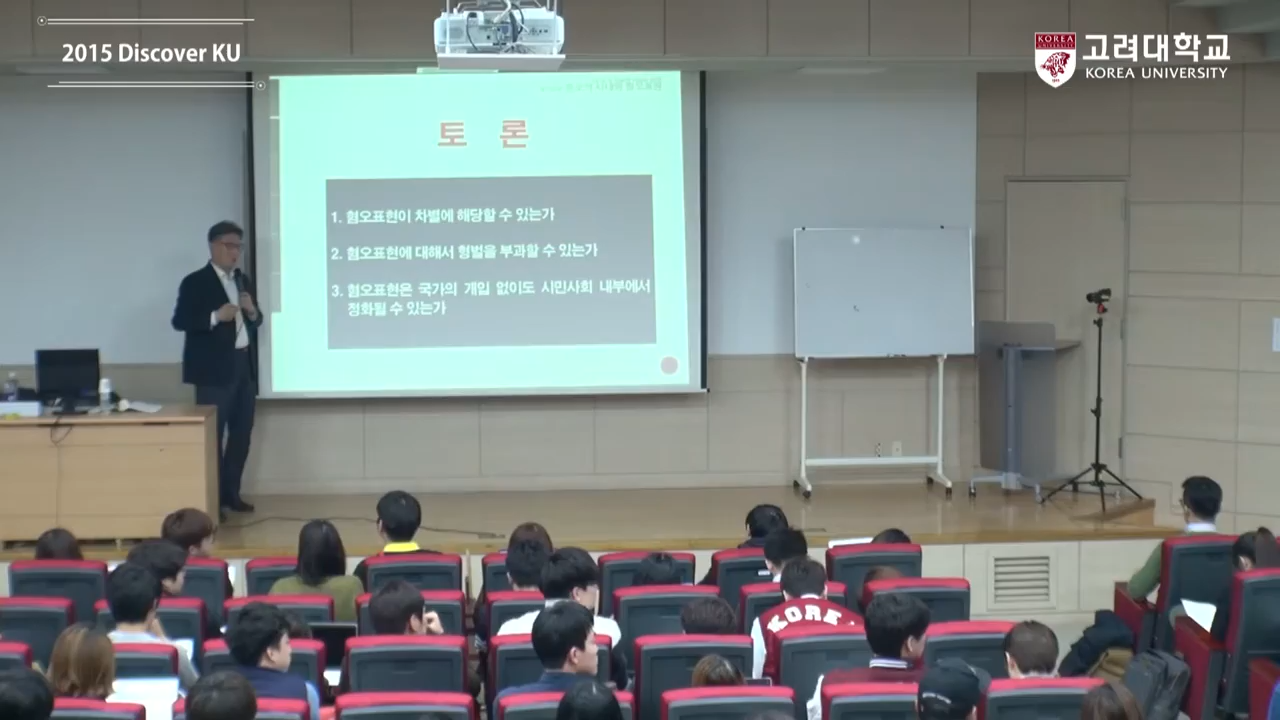 2015 Discover KU
KOREA
UNIVERSITY
고려대학교
KOREA UNIVERSITY
토 론
1. 혐오표현이 차별에 해당할 수 있는가
2. 혐오표현에 대해서 형벌을 부과할 수 있는가
3. 혐오표현은 국가의 개입 없이도 시민사회 내부에서
정화될 수 있는가
KOREA